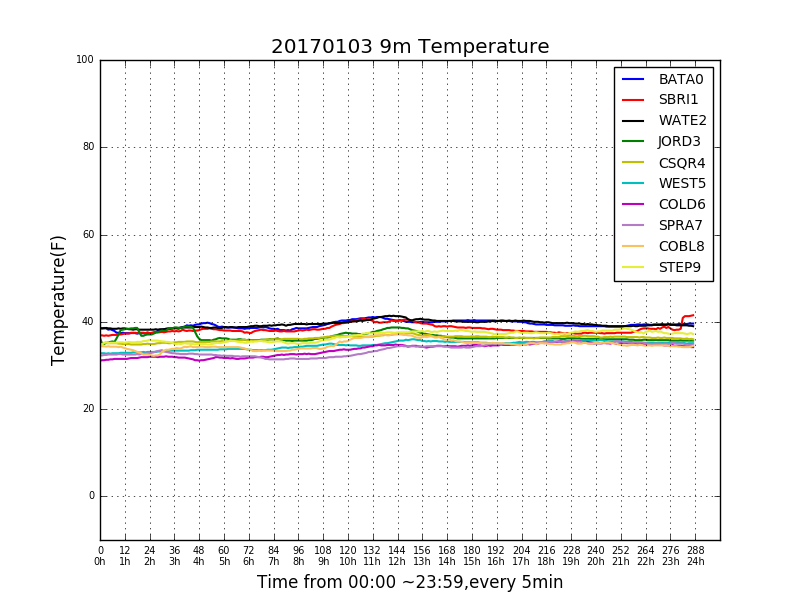 20170103 9m Temperature
100
80
60
40
20
0
Temperature(F)
BATA0
SBRI1
WATE2
JORD3
CSQR4
WEST5
COLD6
SPRA7
COBL8
STEP9
0 12 24 36 48 60 72 84 96 108 120 132 144 156 168 180 192 204 216 228 240 252 264 276 288
0h 1h 2h 3h 4h 5h 6h 7h 8h 9h 10h 11h 12h 13h 14h 15h 16h 17h 18h 19h 20h 21h 22h 23h 24h
Time from 00:00 ~23:59,every 5min